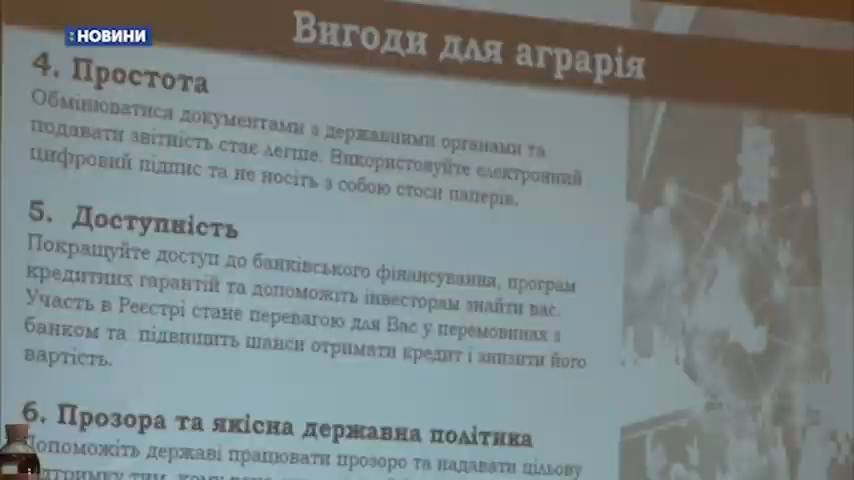 :НОВИНИ
Вигоди для аграрія
4. Простота
Обмінюватися документами з державними органами та
подавати звітність стає легше. Використовуйте електронний
цифровий підпис та не носіть з собою стоси паперів.
5. Доступність
Покращуйте доступ до банківського фінансування, програм
кредитних гарантій та допоможіть інвесторам знайти вас.
Участь в Реєстрі стане перевагою для Вас у перемовинах з
банком та підвищить шанси отримати кредит і знизити його
вартість.
6. Прозора та якісна державна політика
Допоможіть державі працювати прозоро та надавати цільову